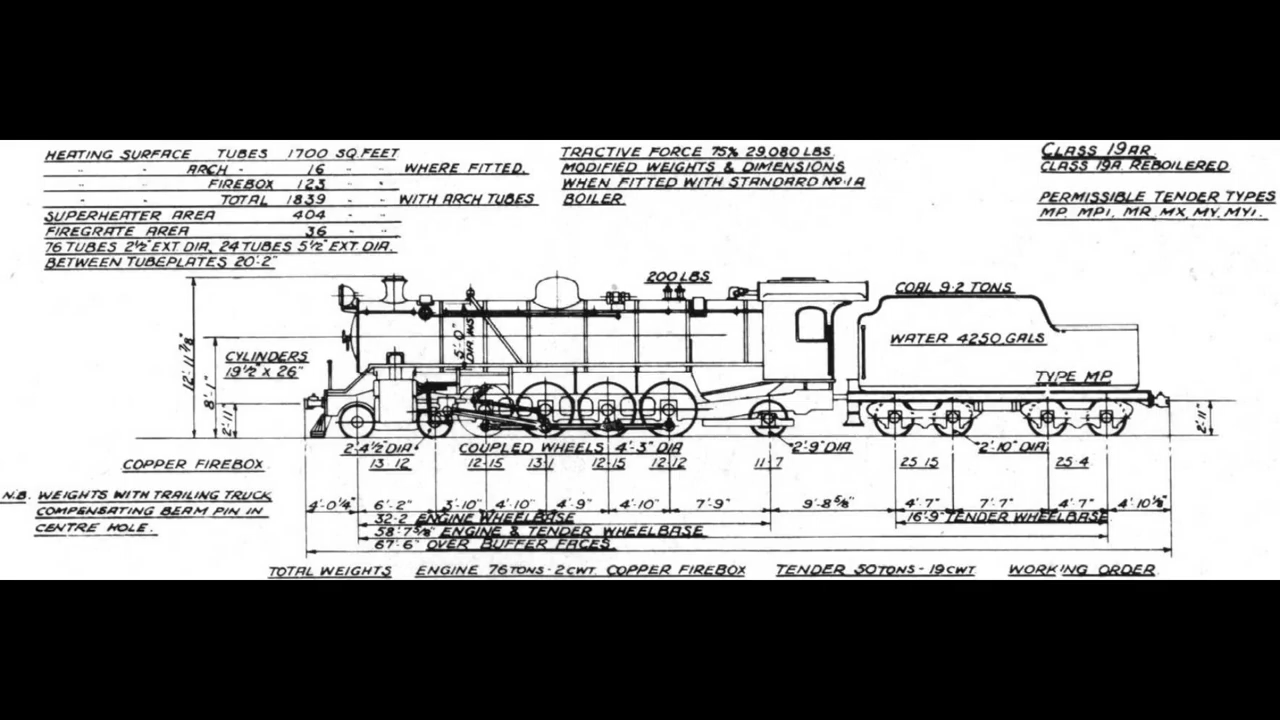 HEATING SURFACE TUBES 1700 SQ.FEET
" " ARCH " 16 " " WHERE FITTED.
" " FIREBOX 123 " "
" " TOTAL 1839 " " WITH ARCH TUBES
SUPERHEATER AREA 404 " "
FIREGRATE AREA 36 " "
76 TUBES 2½" EXT. DIA, 24 TUBES 5½" EXT. DIA.
BETWEEN TUBEPLATES 20'-2"
TRACTIVE FORCE 75% 29,080 LBS.
MODIFIED WEIGHTS & DIMENSIONS
WHEN FITTED WITH STANDARD No.1A
BOILER.
CLASS 19AR.
CLASS 19A REBOILERED
PERMISSIBLE TENDER TYPES
MP, MP1, MR, MX, MY, MY1.
200 LBS
COAL 9·2 TONS
WATER 4250 GALS
TYPE MP
5'-0"
DIA INS
12'-11⅞"
8'-1"
2'-11"
CYLINDERS
19½" X 26"
2'-11"
2'-4½" DIA
COUPLED WHEELS 4'-3" DIA
2'-9" DIA
2'-10" DIA
COPPER FIREBOX
13·12 12-15 13-1 12-15 12-12 11-7 25·15 25-4
N.B. WEIGHTS WITH TRAILING TRUCK
COMPENSATING BEAM PIN IN
CENTRE HOLE.
4'-0¼" 6'-2" 3'-10" 4'-10" 4'-9" 4'-10" 7'-9" 9'-8⅝" 4'-7" 7'-7" 4'-7" 4'-10⅛"
32-2 ENGINE WHEELBASE
16'-9" TENDER WHEELBASE
58'-7⅝" ENGINE & TENDER WHEELBASE
67'-6" OVER BUFFER FACES.
TOTAL WEIGHTS ENGINE 76TONS-2CWT. COPPER FIREBOX TENDER 50TONS-19CWT WORKING ORDER